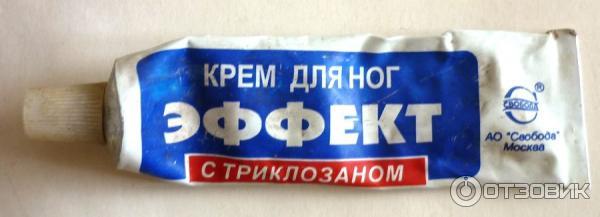 КРЕМ ДЛЯ НОГ
ЭФФЕКТ
С ТРИКЛОЗАНОМ
СВОБОДА
®
АО "Свобода"
Москва
ОТЗОВИК